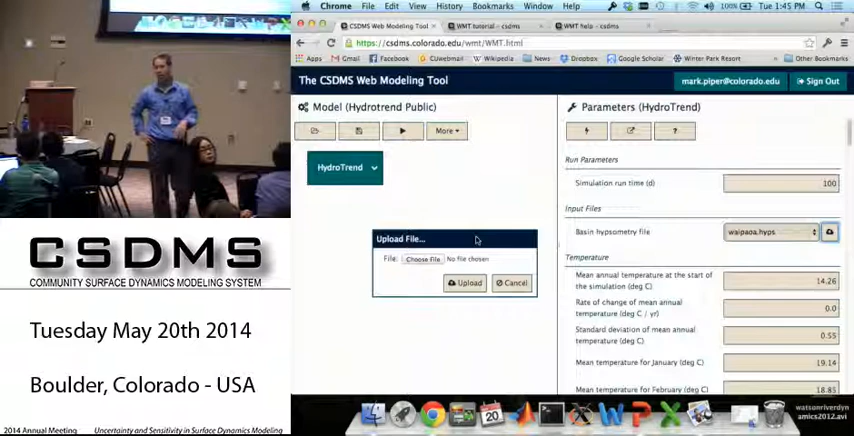 Chrome File Edit View History Bookmarks Window Help 100% Tue 1:45 PM
CSDMS Web Modeling Tool × WMT tutorial - csdms × WMT help - csdms ×
https://csdms.colorado.edu/wmt/WMT.html
Apps Gmail Facebook CUwebmail Wikipedia News Dropbox Google Scholar Winter Park Resort » Other Bookmarks
The CSDMS Web Modeling Tool
mark.piper@colorado.edu Sign Out
Model (Hydrotrend Public)
More
HydroTrend
Upload File...
File: Choose File No file chosen
Upload Cancel
Parameters (HydroTrend)
?
Run Parameters
Simulation run time (d) 100
Input Files
Basin hypsometry file waipaoa.hyps
Temperature
Mean annual temperature at the start of
the simulation (deg C) 14.26
Rate of change of mean annual
temperature (deg C / yr) 0.0
Standard deviation of mean annual
temperature (deg C) 0.55
Mean temperature for January (deg C) 19.14
Mean temperature for February (deg C) 18.85
20
watsonriverdyn
amics2012.avi
CSDMS
COMMUNITY SURFACE DYNAMICS MODELING SYSTEM
Tuesday May 20th 2014
Boulder, Colorado - USA
2014 Annual Meeting Uncertainty and Sensitivity in Surface Dynamics Modeling